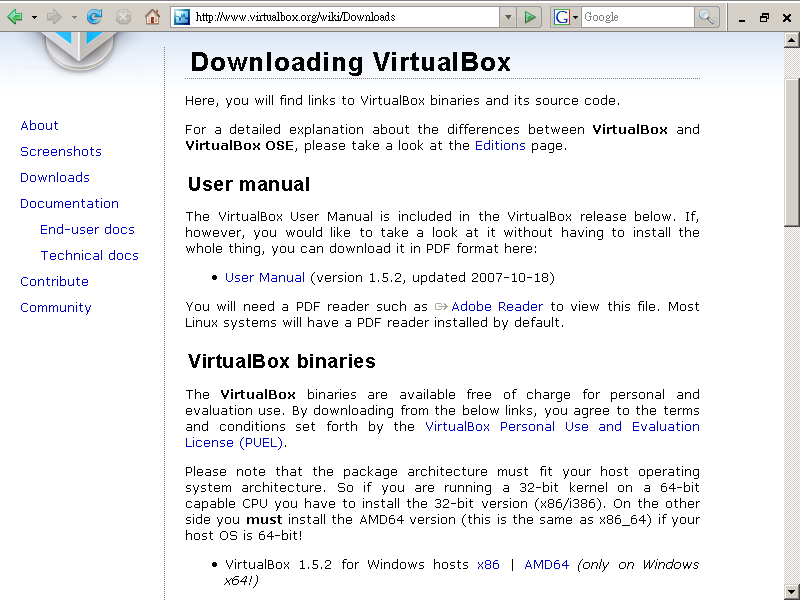 http://www.virtualbox.org/wiki/Downloads
G
Google
Downloading VirtualBox
Here, you will find links to VirtualBox binaries and its source code.
For a detailed explanation about the differences between VirtualBox and
VirtualBox OSE, please take a look at the Editions page.
About
Screenshots
Downloads
Documentation
End-user docs
Technical docs
Contribute
Community
User manual
The VirtualBox User Manual is included in the VirtualBox release below. If,
however, you would like to take a look at it without having to install the
whole thing, you can download it in PDF format here:
• User Manual (version 1.5.2, updated 2007-10-18)
You will need a PDF reader such as Adobe Reader to view this file. Most
Linux systems will have a PDF reader installed by default.
VirtualBox binaries
The VirtualBox binaries are available free of charge for personal and
evaluation use. By downloading from the below links, you agree to the terms
and conditions set forth by the VirtualBox Personal Use and Evaluation
License (PUEL).
Please note that the package architecture must fit your host operating
system architecture. So if you are running a 32-bit kernel on a 64-bit
capable CPU you have to install the 32-bit version (x86/i386). On the other
side you must install the AMD64 version (this is the same as x86_64) if your
host OS is 64-bit!
• VirtualBox 1.5.2 for Windows hosts x86 | AMD64 (only on Windows
x64!)